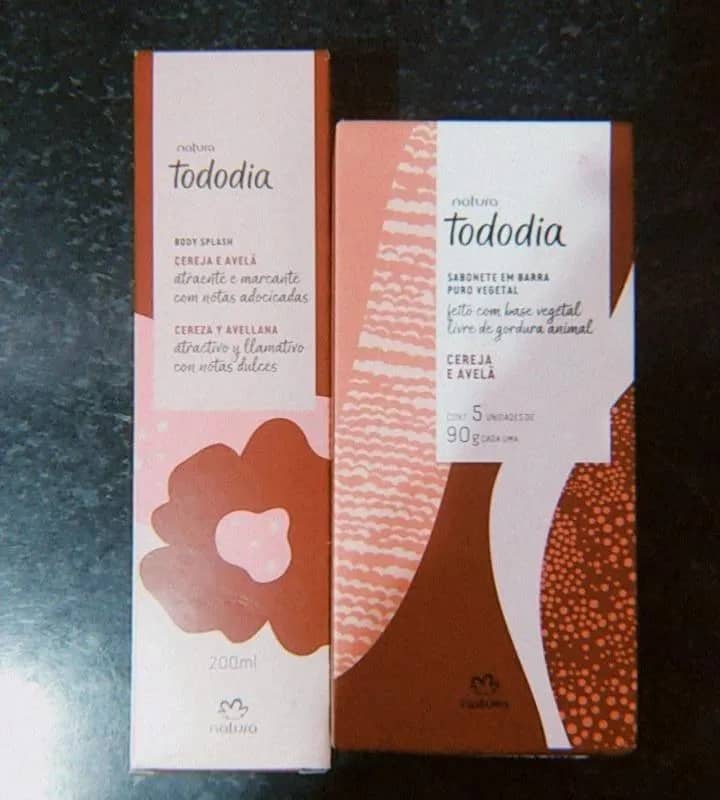 natura
tododia
BODY SPLASH
CEREJA E AVELÃ
atraente e marcante
com notas adocicadas
CEREZA Y AVELLANA
atractivo y llamativo
con notas dulces
200ml
natura
natura
tododia
SABONETE EM BARRA
PURO VEGETAL
feito com base vegetal
livre de gordura animal
CEREJA
E AVELÃ
CONT. 5 UNIDADES DE
90g CADA UMA
natura